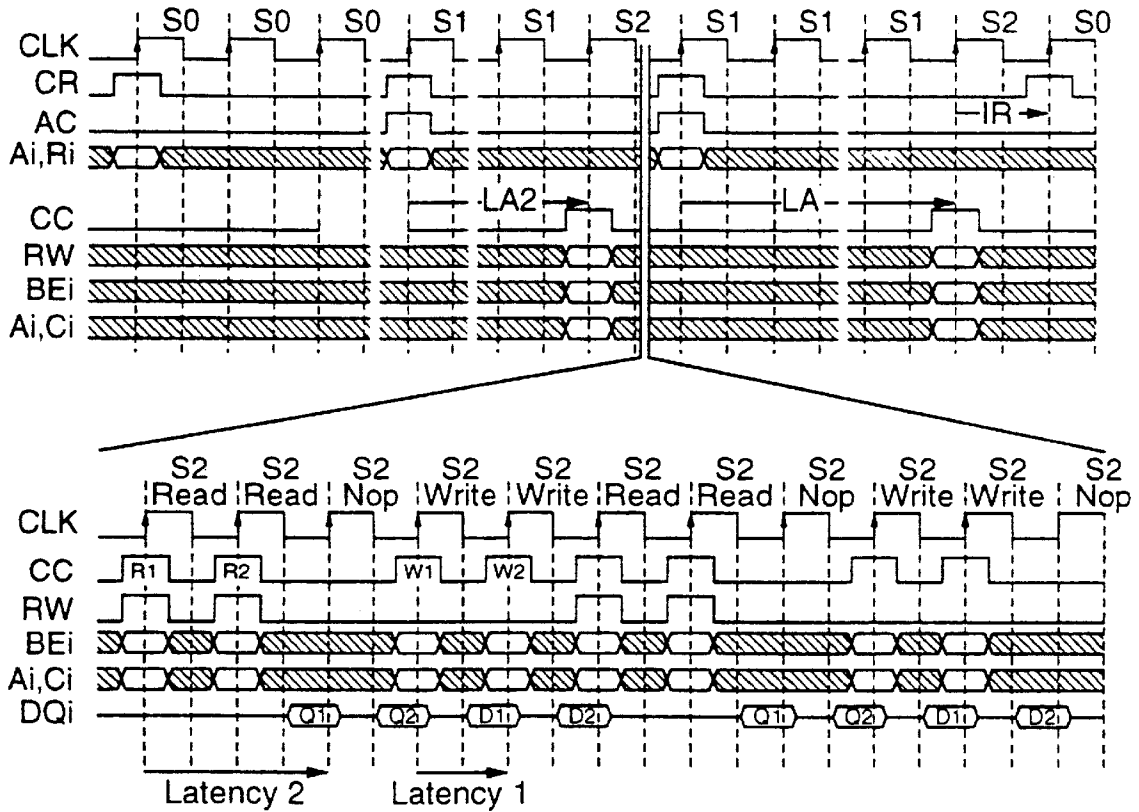 S0 S0 S0 S1 S1 S2 S1 S1 S1 S2 S0
CLK
CR
AC IR
Ai,Ri
LA2 LA
CC
RW
BEi
Ai,Ci
S2 S2 S2 S2 S2 S2 S2 S2 S2 S2 S2
Read Read Nop Write Write Read Read Nop Write Write Nop
CLK
CC R1 R2 W1 W2
RW
BEi
Ai,Ci
DQi Q1i Q2i D1i D2i Q1i Q2i D1i D2i
Latency 2 Latency 1